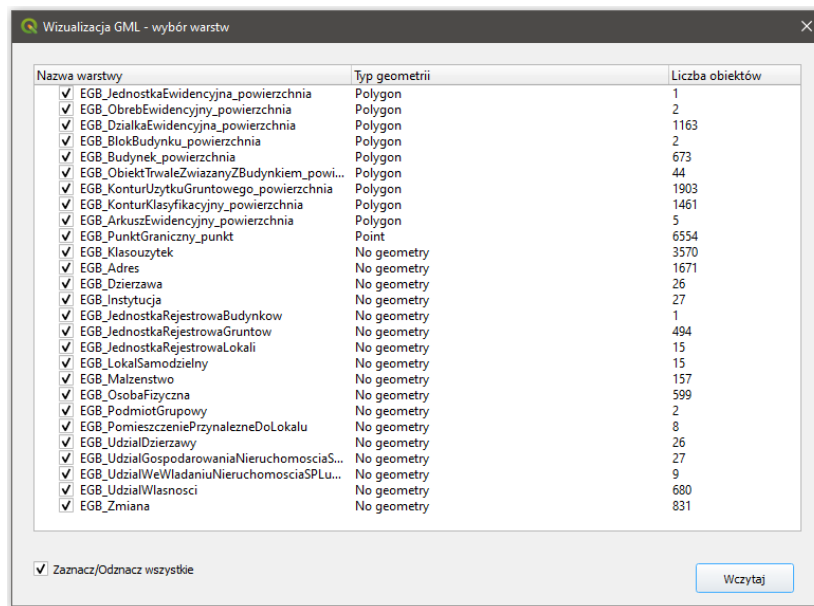 Wizualizacja GML - wybór warstw
Nazwa warstwy Typ geometrii Liczba obiektów
EGB_JednostkaEwidencyjna_powierzchnia Polygon 1
EGB_ObrebEwidencyjny_powierzchnia Polygon 2
EGB_DzialkaEwidencyjna_powierzchnia Polygon 1163
EGB_BlokBudynku_powierzchnia Polygon 2
EGB_Budynek_powierzchnia Polygon 673
EGB_ObiektTrwaleZwiazanyZBudynkiem_powi... Polygon 44
EGB_KonturUzytkuGruntowego_powierzchnia Polygon 1903
EGB_KonturKlasyfikacyjny_powierzchnia Polygon 1461
EGB_ArkuszEwidencyjny_powierzchnia Polygon 5
EGB_PunktGraniczny_punkt Point 6554
EGB_Klasouzytek No geometry 3570
EGB_Adres No geometry 1671
EGB_Dzierzawa No geometry 26
EGB_Instytucja No geometry 27
EGB_JednostkaRejestrowaBudynkow No geometry 1
EGB_JednostkaRejestrowaGruntow No geometry 494
EGB_JednostkaRejestrowaLokali No geometry 15
EGB_LokalSamodzielny No geometry 15
EGB_Malzenstwo No geometry 157
EGB_OsobaFizyczna No geometry 599
EGB_PodmiotGrupowy No geometry 2
EGB_PomieszczeniePrzynalezneDoLokalu No geometry 8
EGB_UdzialDzierzawy No geometry 26
EGB_UdzialGospodarowaniaNieruchomosciaS... No geometry 27
EGB_UdzialWeWladaniuNieruchomosciaSPLu... No geometry 9
EGB_UdzialWlasnosci No geometry 680
EGB_Zmiana No geometry 831
Zaznacz/Odznacz wszystkie
Wczytaj